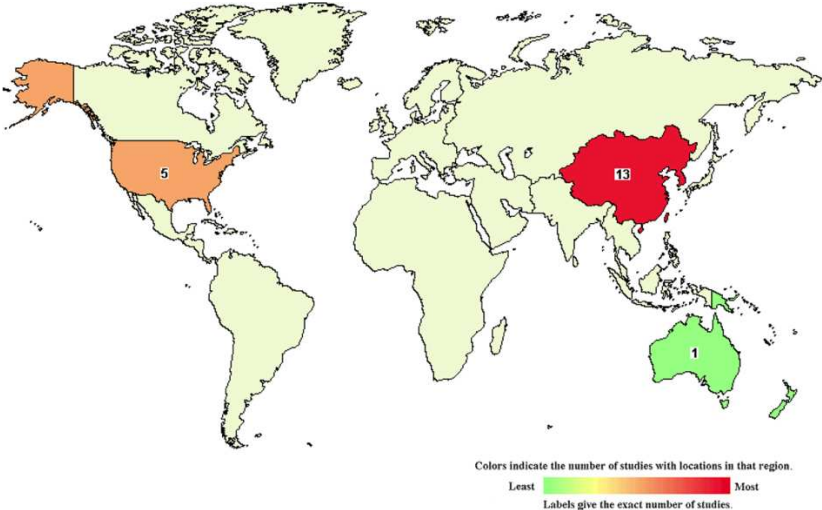 5
13
1
Colors indicate the number of studies with locations in that region.
Least Most
Labels give the exact number of studies.